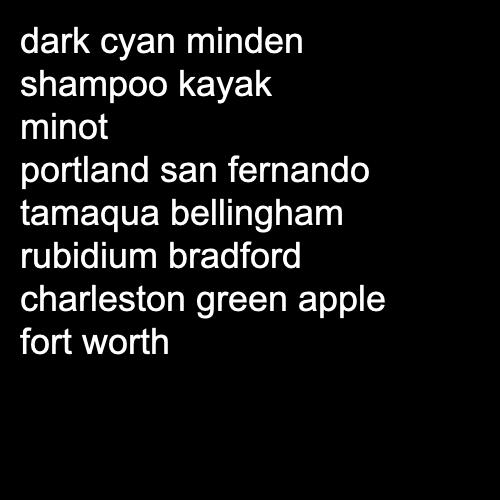 dark cyan minden
shampoo kayak
minot
portland san fernando
tamaqua bellingham
rubidium bradford
charleston green apple
fort worth